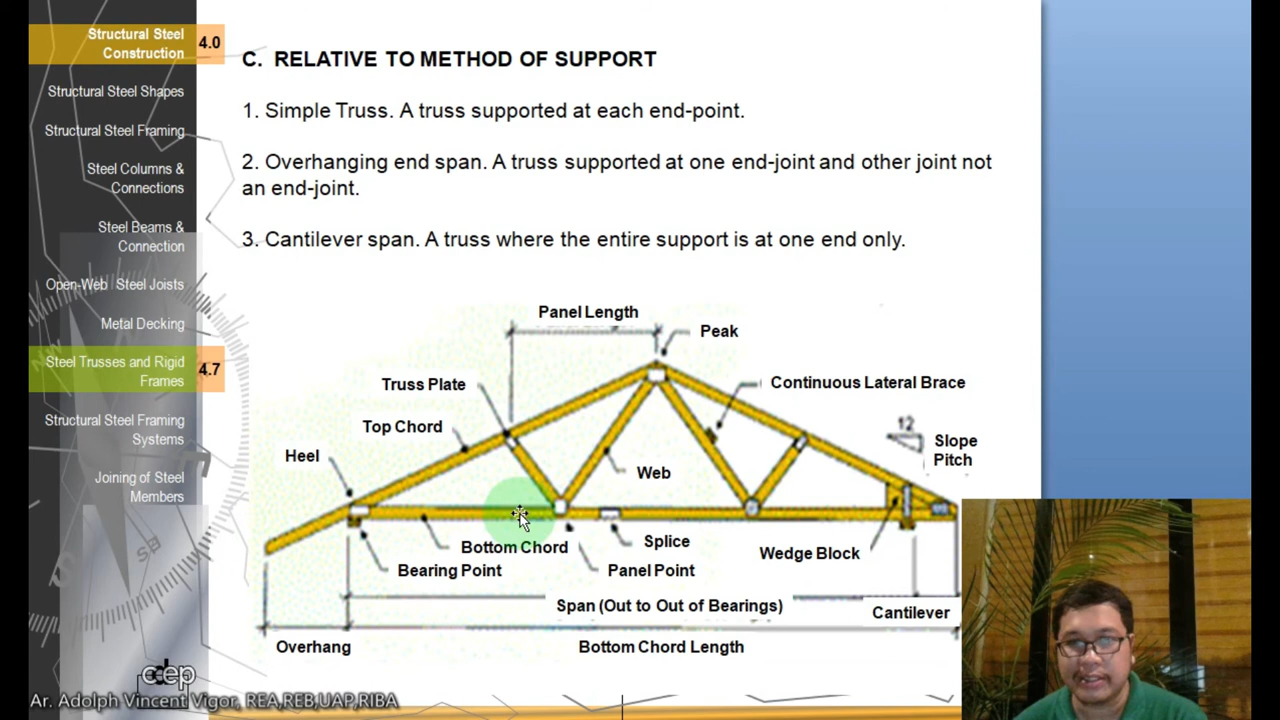 Structural Steel
Construction
4.0
Structural Steel Shapes
Structural Steel Framing
Steel Columns &
Connections
Steel Beams &
Connection
Open-Web Steel Joists
Metal Decking
Steel Trusses and Rigid
Frames
4.7
Structural Steel Framing
Systems
Joining of Steel
Members
C. RELATIVE TO METHOD OF SUPPORT
1. Simple Truss. A truss supported at each end-point.
2. Overhanging end span. A truss supported at one end-joint and other joint not
an end-joint.
3. Cantilever span. A truss where the entire support is at one end only.
Panel Length
Peak
Truss Plate
Continuous Lateral Brace
Top Chord
12
Slope
Pitch
Heel
Web
Bottom Chord
Splice
Wedge Block
Bearing Point
Panel Point
Span (Out to Out of Bearings)
Cantilever
Overhang
Bottom Chord Length
SE
Ar. Adolph Vincent Vigor, REA,REB,UAP,RIBA